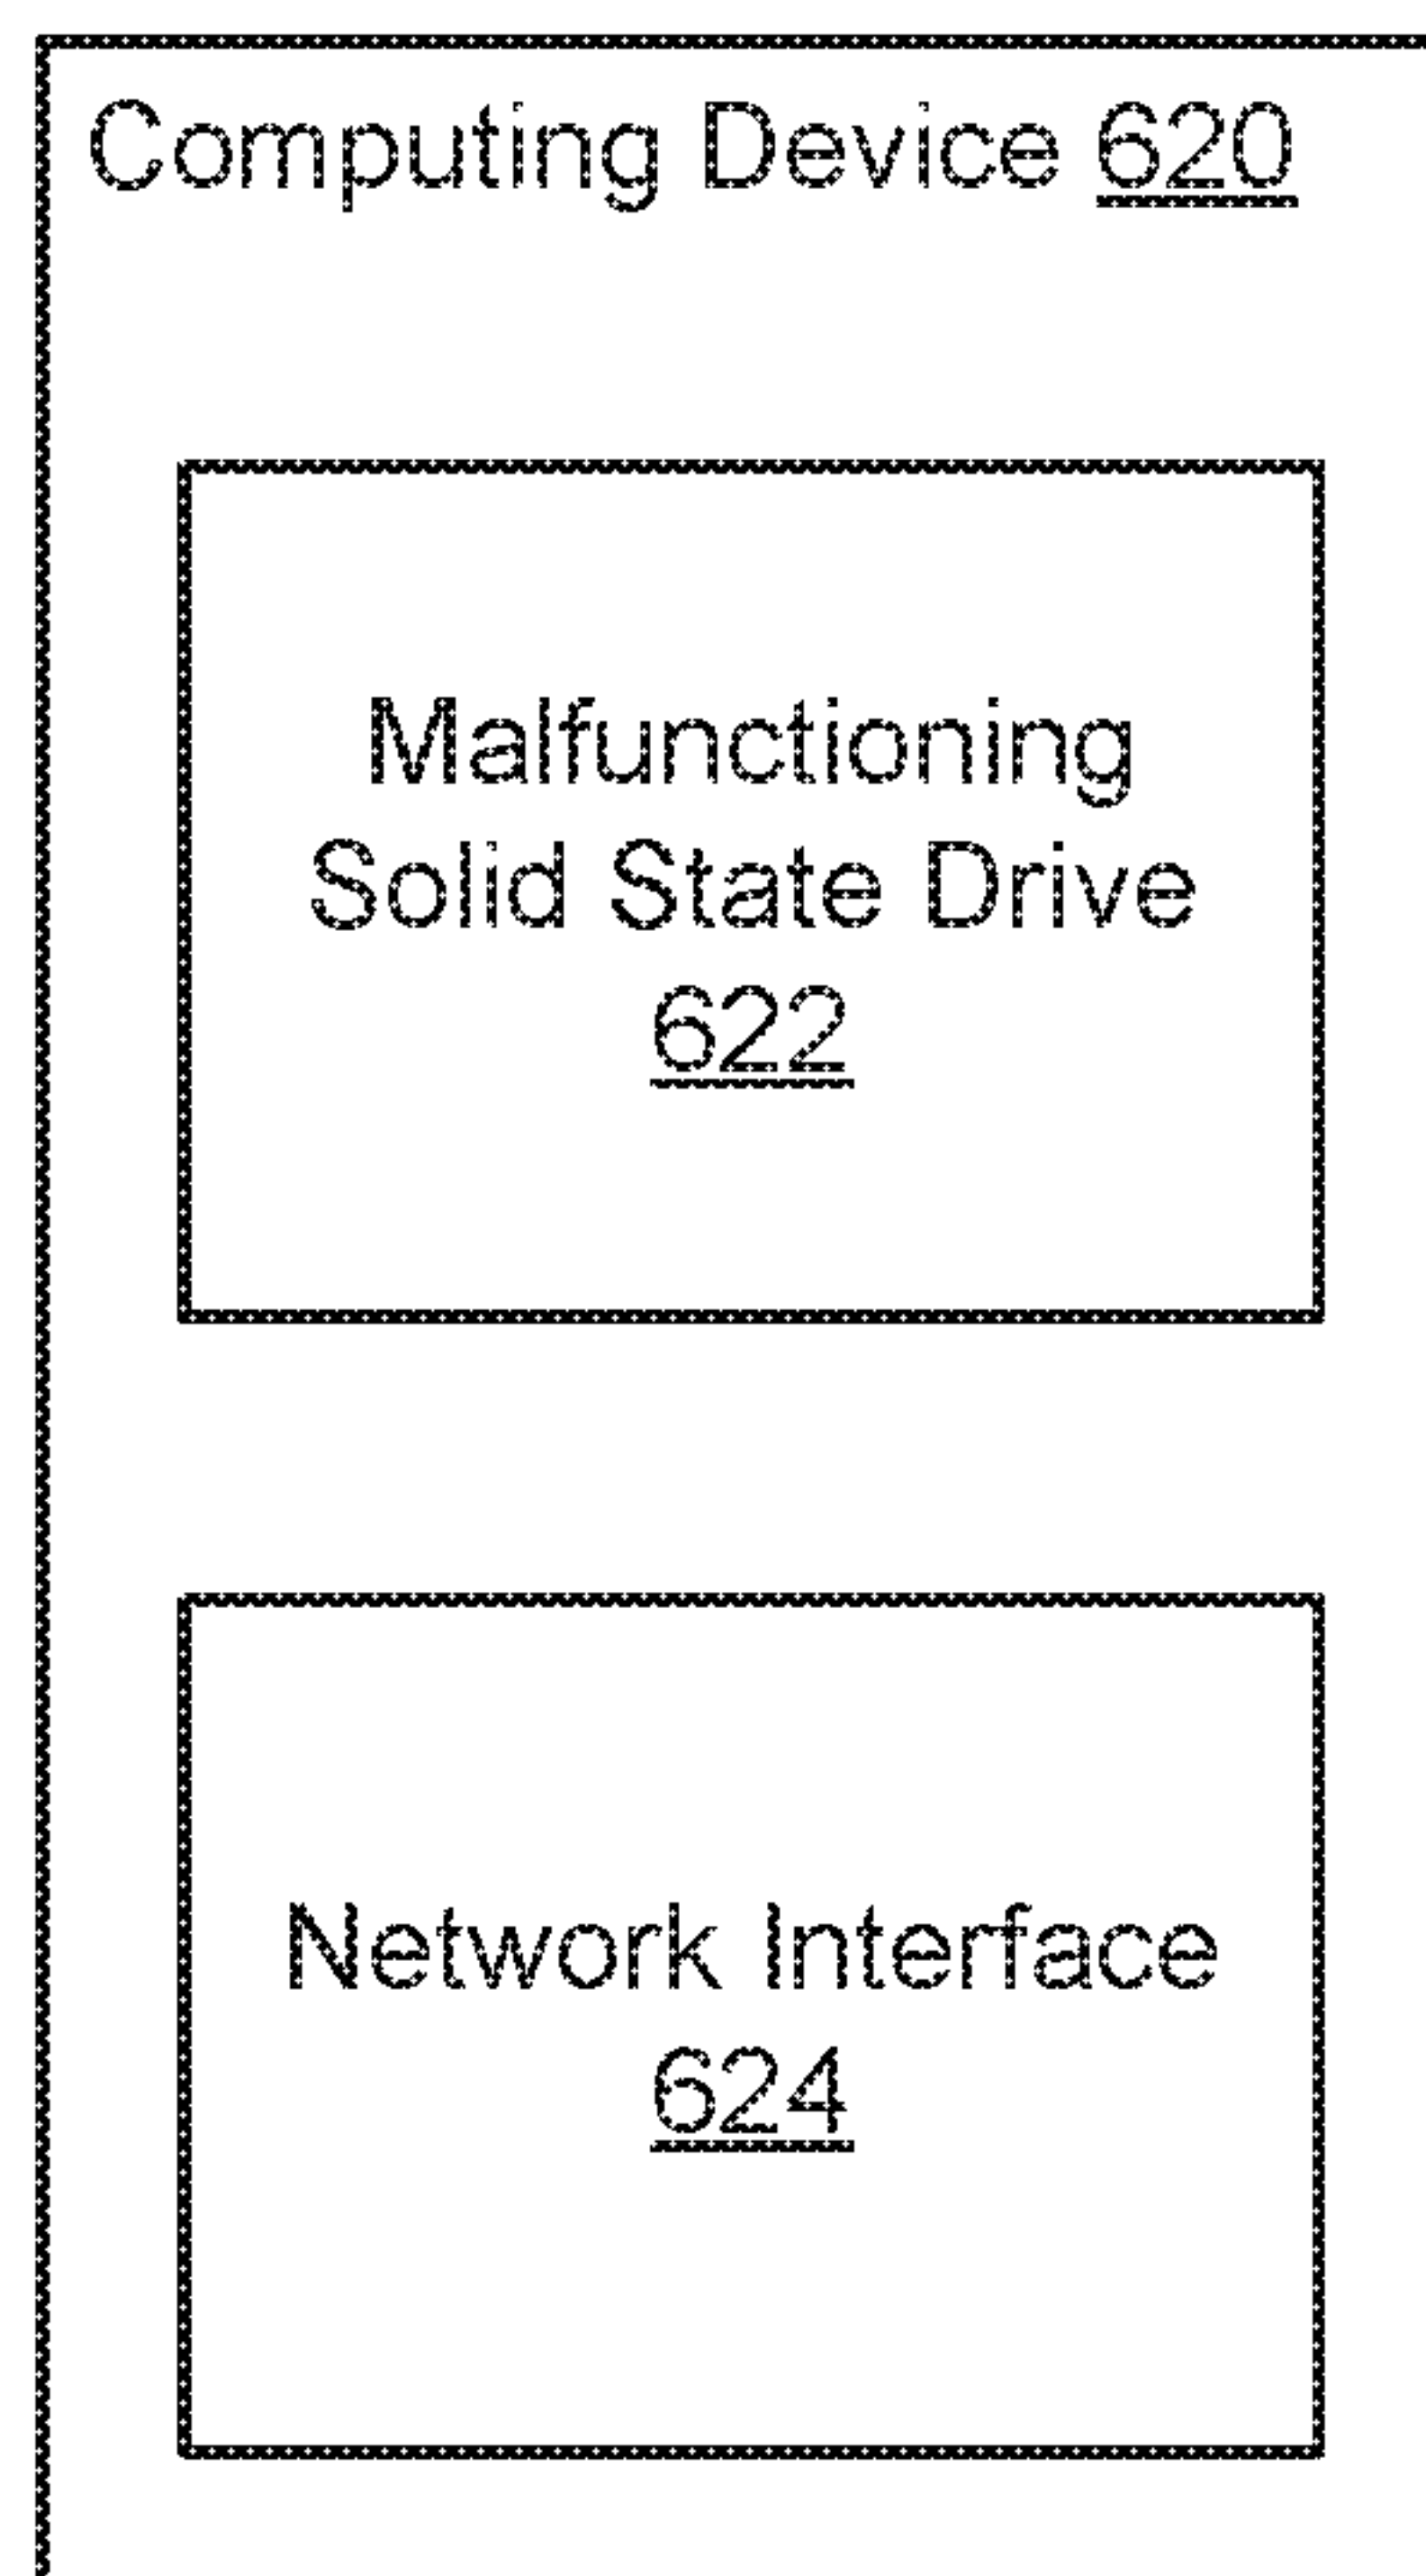 Computing Device 620
Malfunctioning
Solid State Drive
622
Network Interface
624